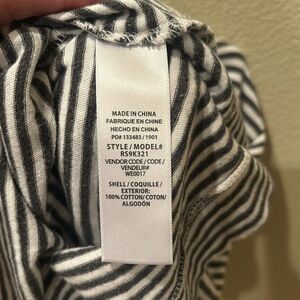 MADE IN CHINA
FABRIQUE EN CHINE
HECHO EN CHINA
PO# 133483 / 1901
STYLE / MODEL#
RS9K321
VENDOR CODE / CODE /
VENDEUR#
WE0017
SHELL / COQUILLE /
EXTERIOR:
100% COTTON/COTON/
ALGODÓN